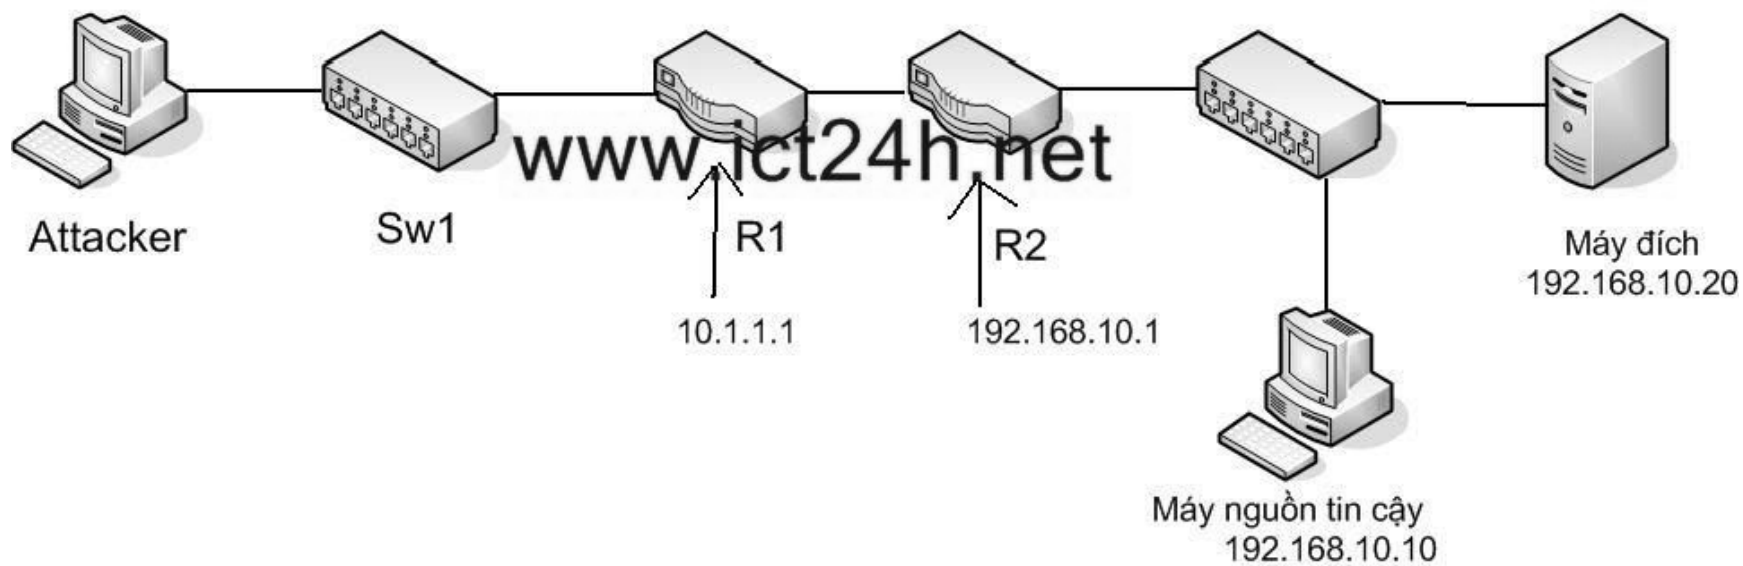 www.ict24h.net
Attacker
Sw1
R1
R2
10.1.1.1
192.168.10.1
Máy đích
192.168.10.20
Máy nguồn tin cậy
192.168.10.10